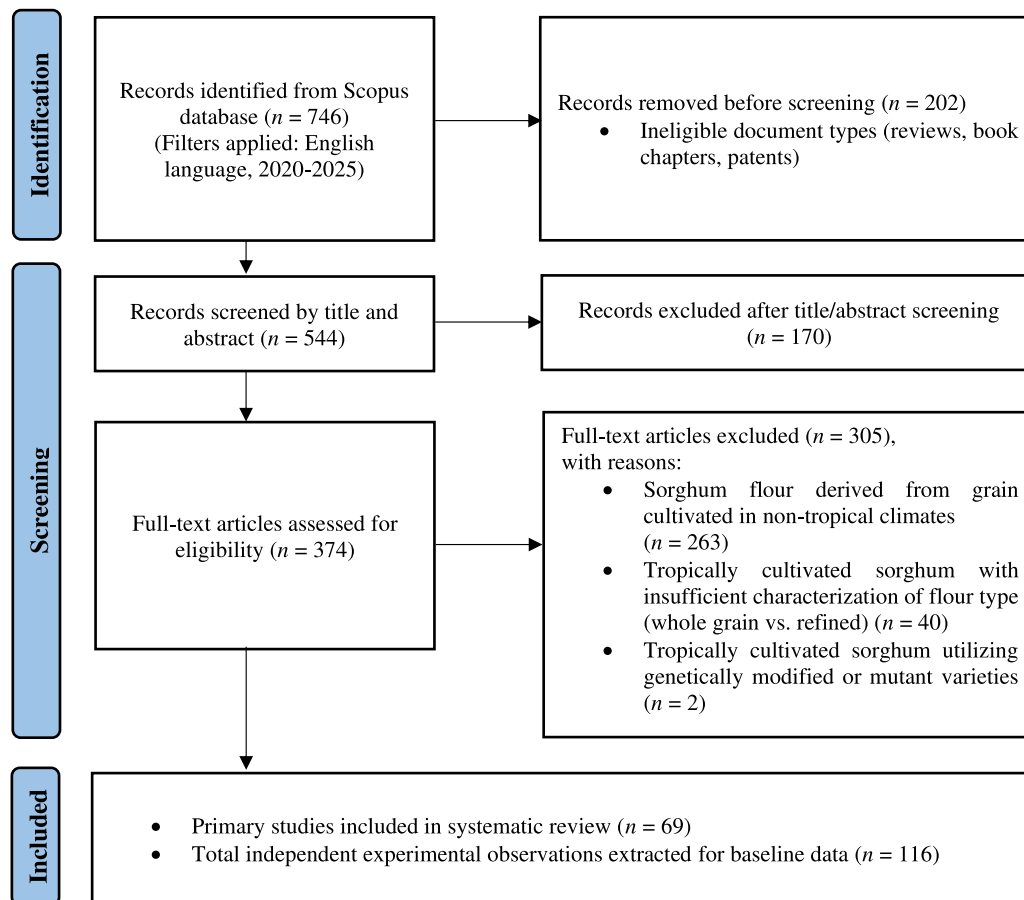 Identification
Records identified from Scopus
database (n = 746)
(Filters applied: English
language, 2020-2025)
Records removed before screening (n = 202)
• Ineligible document types (reviews, book
chapters, patents)
Screening
Records screened by title and
abstract (n = 544)
Records excluded after title/abstract screening
(n = 170)
Full-text articles assessed for
eligibility (n = 374)
Full-text articles excluded (n = 305),
with reasons:
• Sorghum flour derived from grain
cultivated in non-tropical climates
(n = 263)
• Tropically cultivated sorghum with
insufficient characterization of flour type
(whole grain vs. refined) (n = 40)
• Tropically cultivated sorghum utilizing
genetically modified or mutant varieties
(n = 2)
Included
• Primary studies included in systematic review (n = 69)
• Total independent experimental observations extracted for baseline data (n = 116)